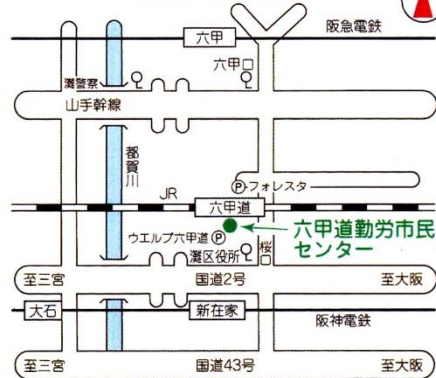 六甲
阪急電鉄
六甲口
灘警察
山手幹線
都賀川
Ⓟフォレスタ
JR
六甲道
六甲道勤労市民
センター
ウエルブ六甲道Ⓟ
灘区役所
桜口
至三宮
国道2号
至大阪
大石
新在家
阪神電鉄
至三宮
国道43号
至大阪